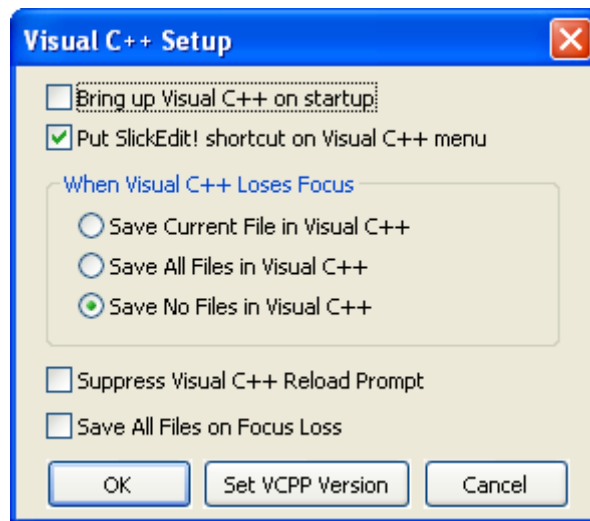 Visual C++ Setup
Bring up Visual C++ on startup
Put SlickEdit! shortcut on Visual C++ menu
When Visual C++ Loses Focus
Save Current File in Visual C++
Save All Files in Visual C++
Save No Files in Visual C++
Suppress Visual C++ Reload Prompt
Save All Files on Focus Loss
OK Set VCPP Version Cancel